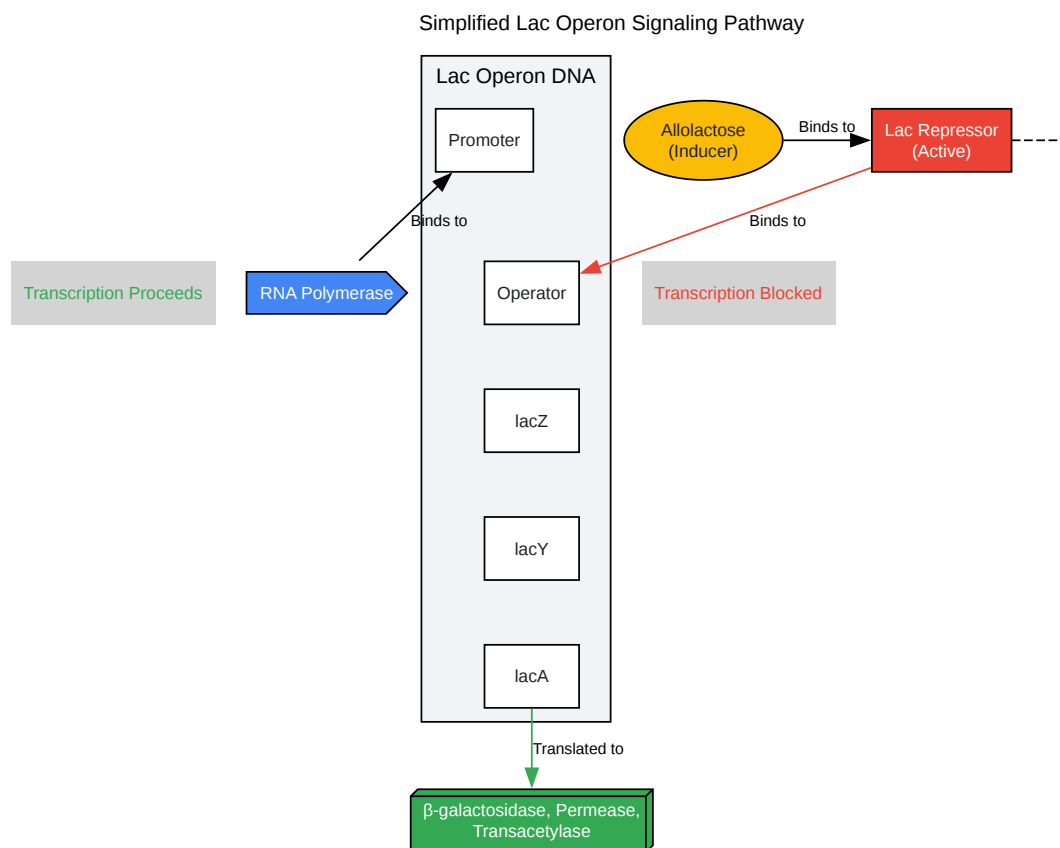 Simplified Lac Operon Signaling Pathway
Lac Operon DNA
Promoter
Allolactose
(Inducer)
Binds to
Lac Repressor
(Active)
Binds to
Binds to
Transcription Proceeds
RNA Polymerase
Operator
Transcription Blocked
lacZ
lacY
lacA
Translated to
β-galactosidase, Permease,
Transacetylase